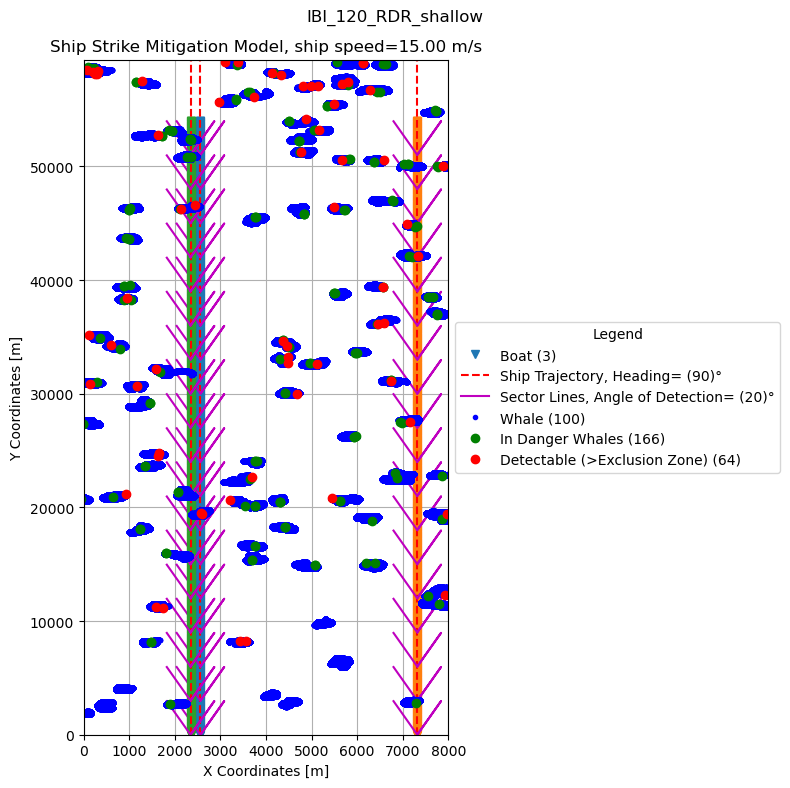 IBI_120_RDR_shallow
Ship Strike Mitigation Model, ship speed=15.00 m/s
Y Coordinates [m]
50000
40000
30000
20000
10000
0
0 1000 2000 3000 4000 5000 6000 7000 8000
X Coordinates [m]
Legend
Boat (3)
Ship Trajectory, Heading= (90)°
Sector Lines, Angle of Detection= (20)°
Whale (100)
In Danger Whales (166)
Detectable (>Exclusion Zone) (64)